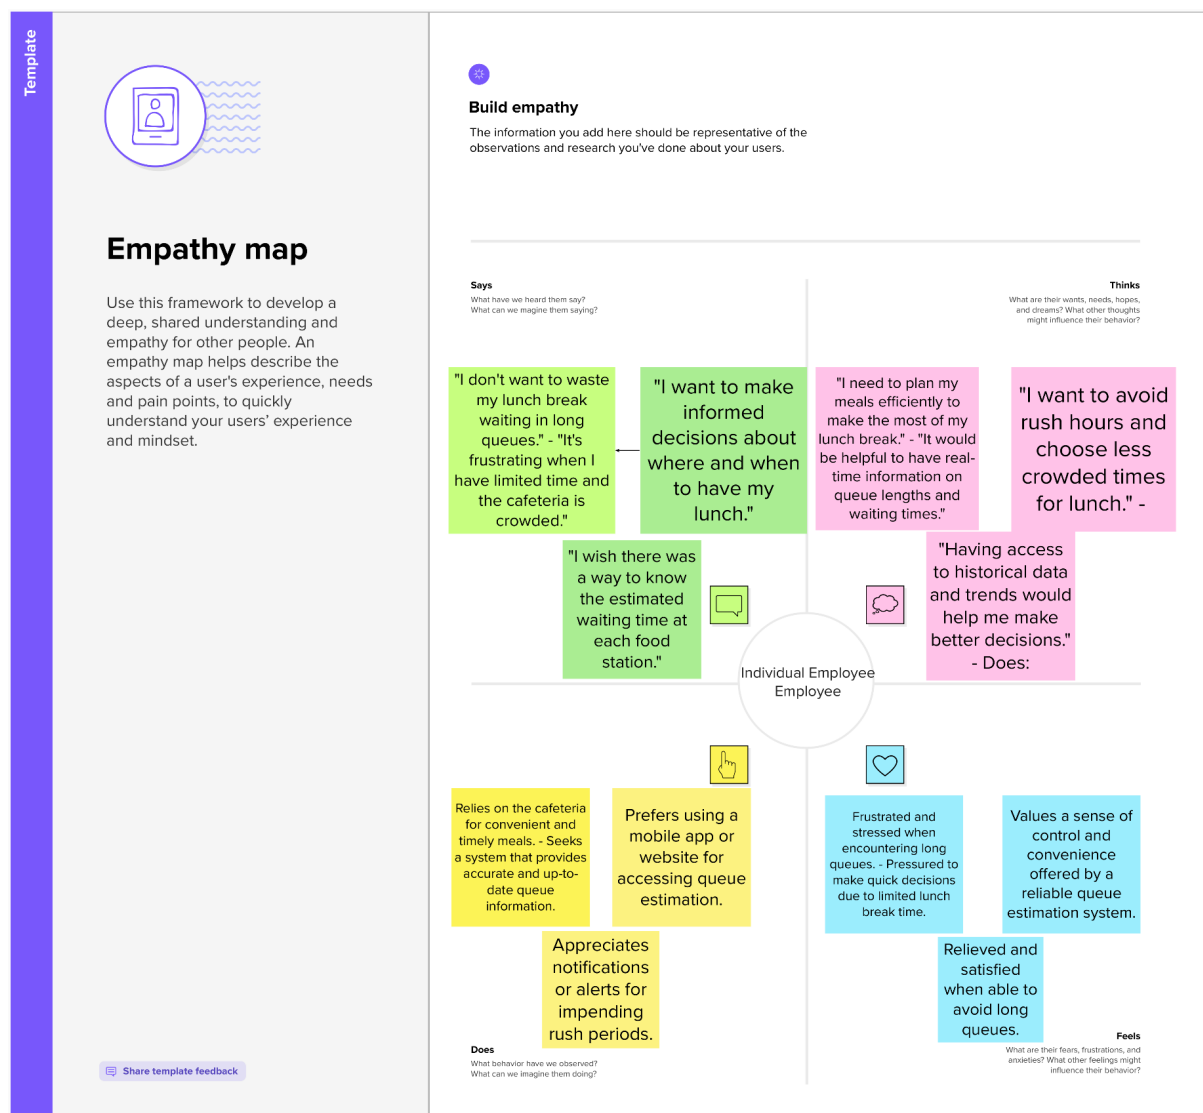 Template
Empathy map
Use this framework to develop a
deep, shared understanding and
empathy for other people. An
empathy map helps describe the
aspects of a user's experience, needs
and pain points, to quickly
understand your users’ experience
and mindset.
Share template feedback
Build empathy
The information you add here should be representative of the
observations and research you've done about your users.
Says
What have we heard them say?
What can we magine them saying?
Thinks
What are their wants, needs, hopes,
and dreams? What other thoughts
might influence their behavior?
"I don't want to waste
my lunch break
waiting in long
queues." - "It's
frustrating when I
have limited time and
the cafeteria is
crowded."
"I want to make
informed
decisions about
where and when
to have my
lunch."
"I wish there was
a way to know
the estimated
waiting time at
each food
station."
"I need to plan my
meals efficiently to
make the most of my
lunch break." - "It would
be helpful to have real-
time information on
queue lengths and
waiting times."
"I want to avoid
rush hours and
choose less
crowded times
for lunch." -
"Having access
to historical data
and trends would
help me make
better decisions."
- Does:
Individual Employee
Employee
Relies on the cafeteria
for convenient and
timely meals. - Seeks
a system that provides
accurate and up-to-
date queue
information.
Prefers using a
mobile app or
website for
accessing queue
estimation.
Appreciates
notifications
or alerts for
impending
rush periods.
Frustrated and
stressed when
encountering long
queues. - Pressured to
make quick decisions
due to limited lunch
break time.
Values a sense of
control and
convenience
offered by a
reliable queue
estimation system.
Relieved and
satisfied
when able to
avoid long
queues.
Does
What behavior have we observed?
What can we imagine them doing?
Feels
What are their fears, frustrations, and
anxieties? What other feelings might
influence their behavior?